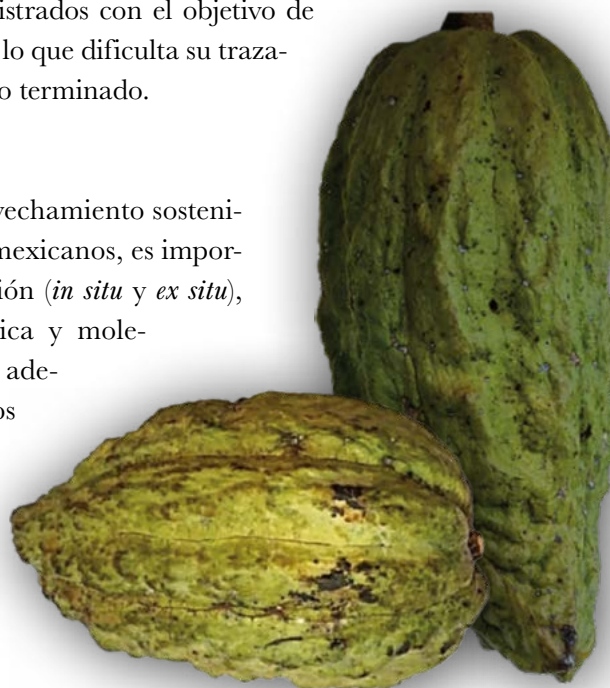 istrados con el objetivo de
lo que dificulta su traza-
o terminado.
vechamiento sosteni-
mexicanos, es impor-
ión (in situ y ex situ),
ica y mole-
ade-
os